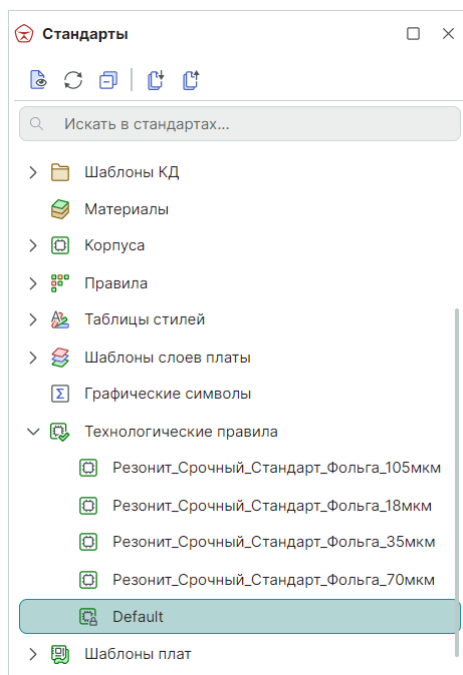 Стандарты
Искать в стандартах...
Шаблоны КД
Материалы
Корпуса
Правила
Таблицы стилей
Шаблоны слоев платы
Графические символы
Технологические правила
Резонит_Срочный_Стандарт_Фольга_105мкм
Резонит_Срочный_Стандарт_Фольга_18мкм
Резонит_Срочный_Стандарт_Фольга_35мкм
Резонит_Срочный_Стандарт_Фольга_70мкм
Default
Шаблоны плат